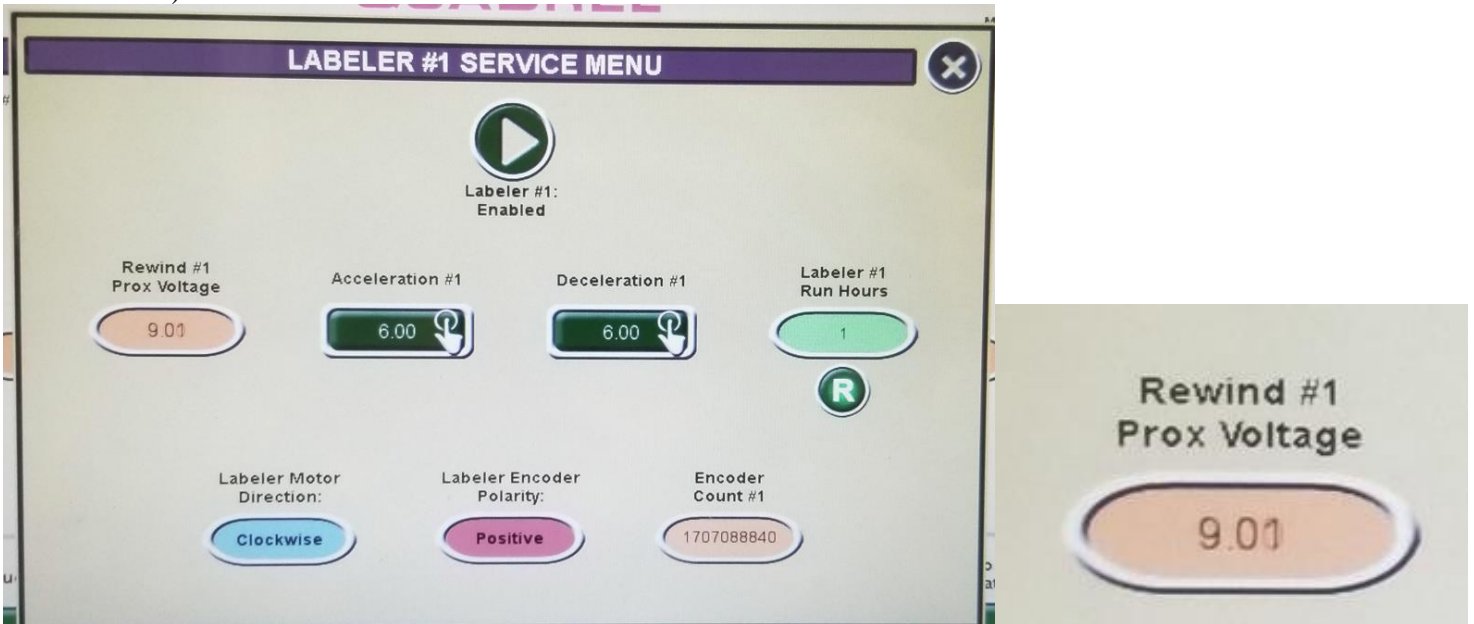 LABELER #1 SERVICE MENU
Labeler #1:
Enabled
Rewind #1
Prox Voltage
9.01
Acceleration #1
6.00
Deceleration #1
6.00
Labeler #1
Run Hours
1
R
Labeler Motor
Direction:
Clockwise
Labeler Encoder
Polarity:
Positive
Encoder
Count #1
1707088840
Rewind #1
Prox Voltage
9.01